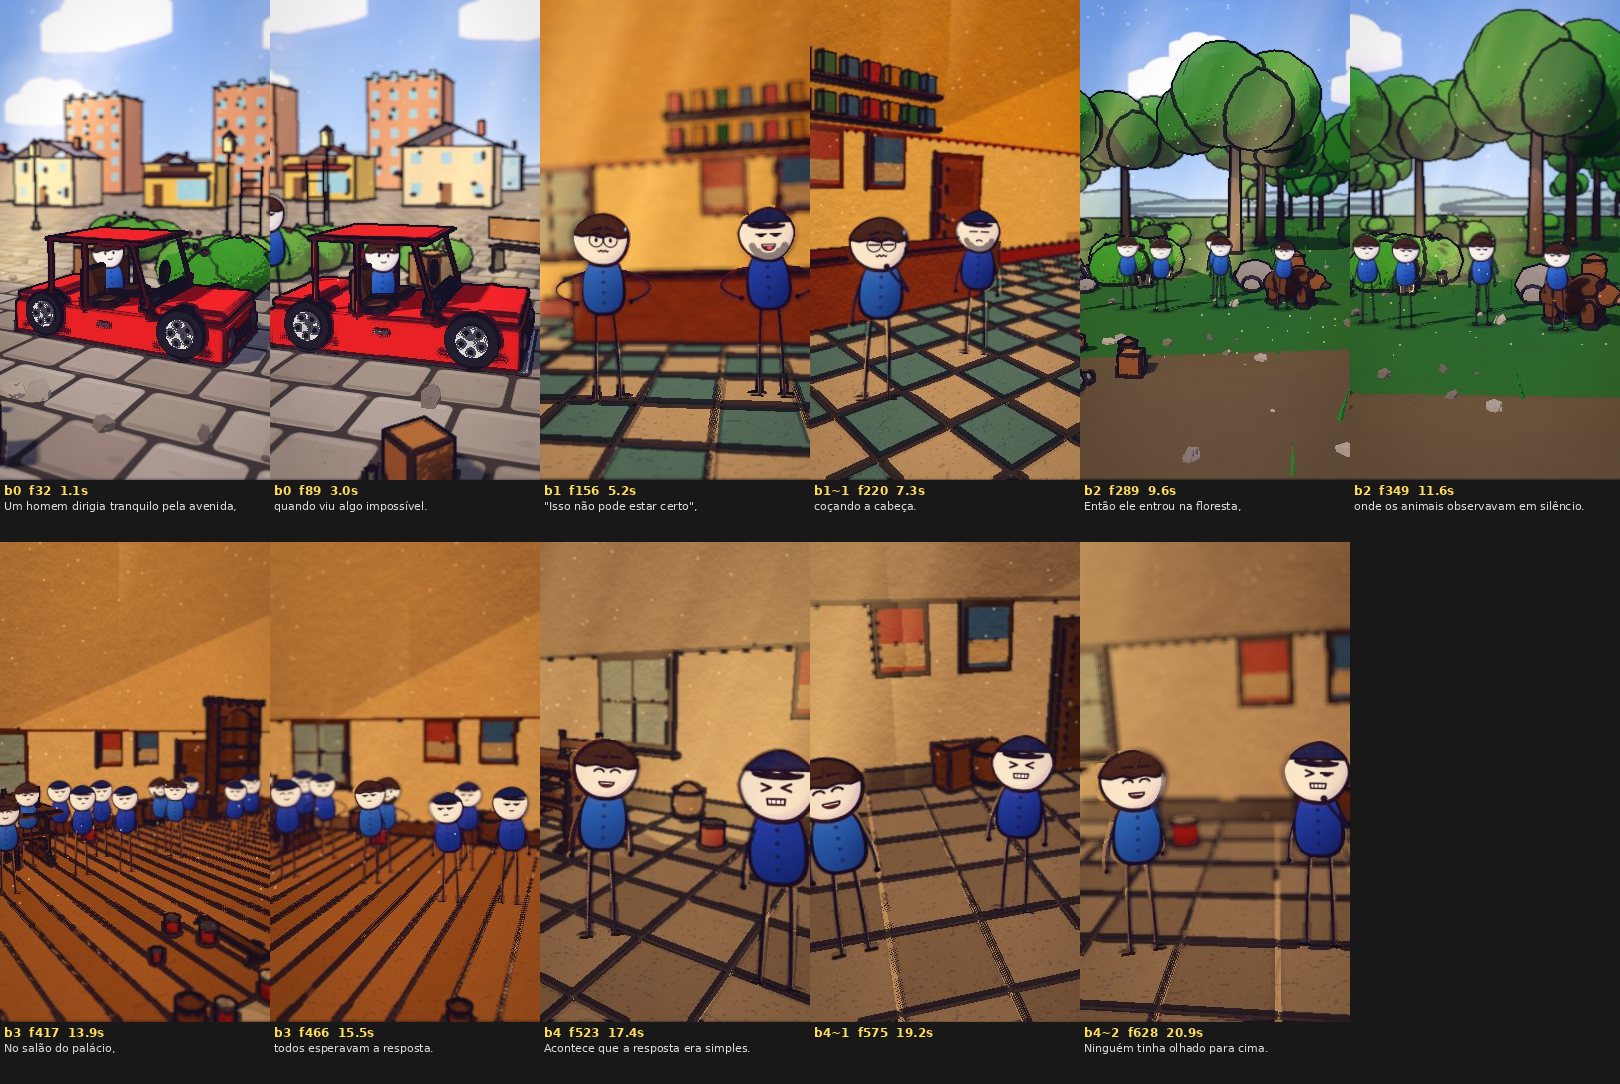 b0 f32 1.1s
Um homem dirigia tranquilo pela avenida,
b0 f89 3.0s
quando viu algo impossível.
b1 f156 5.2s
"Isso não pode estar certo",
b1~1 f220 7.3s
coçando a cabeça.
b2 f289 9.6s
Então ele entrou na floresta,
b2 f349 11.6s
onde os animais observavam em silêncio.
b3 f417 13.9s
No salão do palácio,
b3 f466 15.5s
todos esperavam a resposta.
b4 f523 17.4s
Acontece que a resposta era simples.
b4~1 f575 19.2s
b4~2 f628 20.9s
Ninguém tinha olhado para cima.